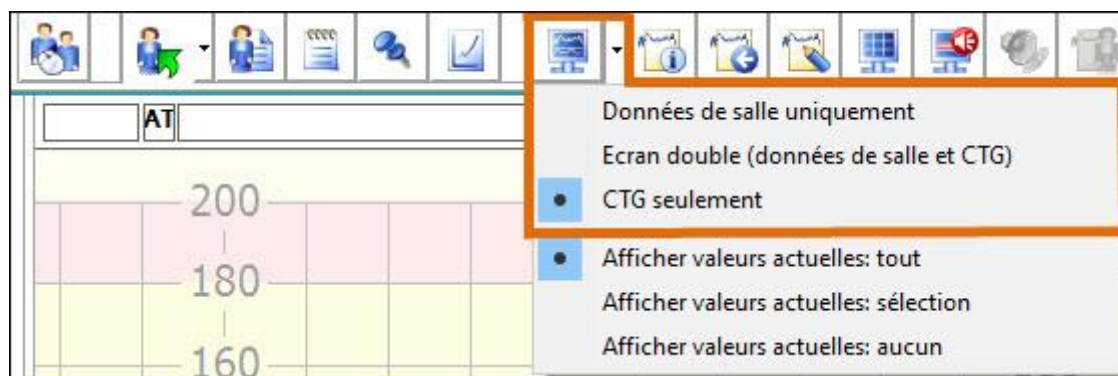 AT
200
180
160
Données de salle uniquement
Ecran double (données de salle et CTG)
CTG seulement
Afficher valeurs actuelles: tout
Afficher valeurs actuelles: sélection
Afficher valeurs actuelles: aucun